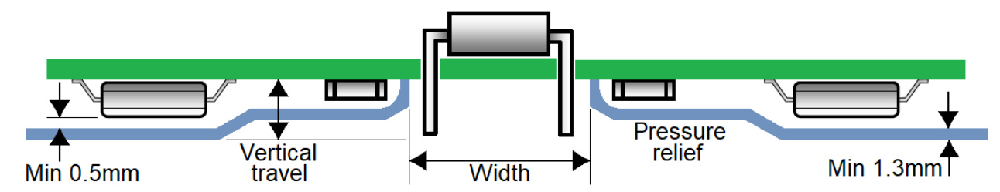 Min 0.5mm
Vertical
travel
Width
Pressure
relief
Min 1.3mm